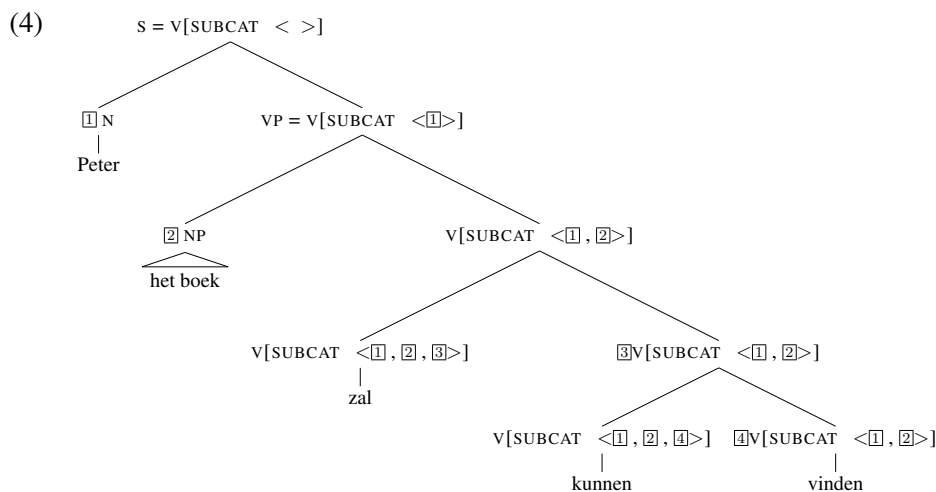 (4)
S = V[SUBCAT < >]
[1] N VP = V[SUBCAT <[1]>]
Peter
[2] NP V[SUBCAT <[1] , [2]>]
het boek
V[SUBCAT <[1] , [2] , [3]>] [3]V[SUBCAT <[1] , [2]>]
zal
V[SUBCAT <[1] , [2] , [4]>] [4]V[SUBCAT <[1] , [2]>]
kunnen vinden